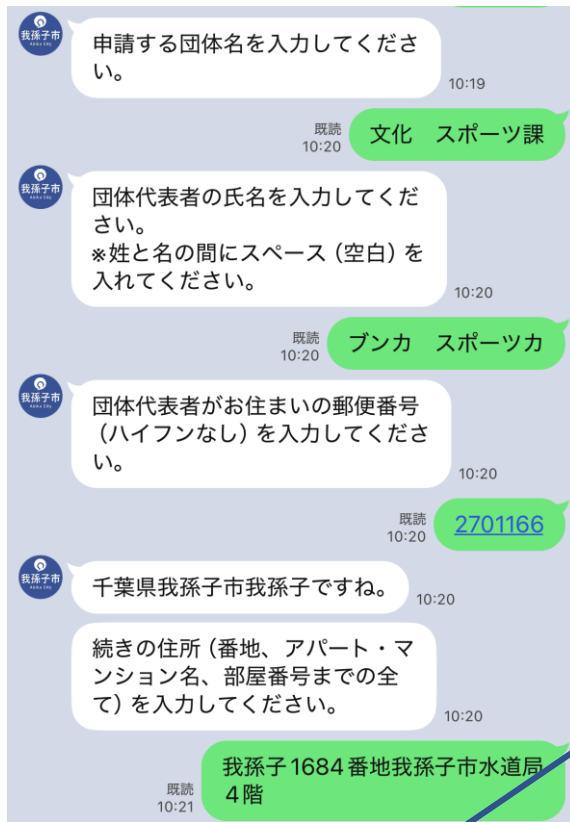 我孫子市
Abiko City
申請する団体名を入力してくださ
い。
10:19
既読
10:20
文化　スポーツ課
我孫子市
Abiko City
団体代表者の氏名を入力してくだ
さい。
※姓と名の間にスペース（空白）を
入れてください。
10:20
既読
10:20
ブンカ　スポーツカ
我孫子市
Abiko City
団体代表者がお住まいの郵便番号
（ハイフンなし）を入力してくださ
い。
10:20
既読
10:20
2701166
我孫子市
Abiko City
千葉県我孫子市我孫子ですね。
10:20
続きの住所（番地、アパート・マ
ンション名、部屋番号までの全
て）を入力してください。
10:20
既読
10:21
我孫子1684番地我孫子市水道局
4階